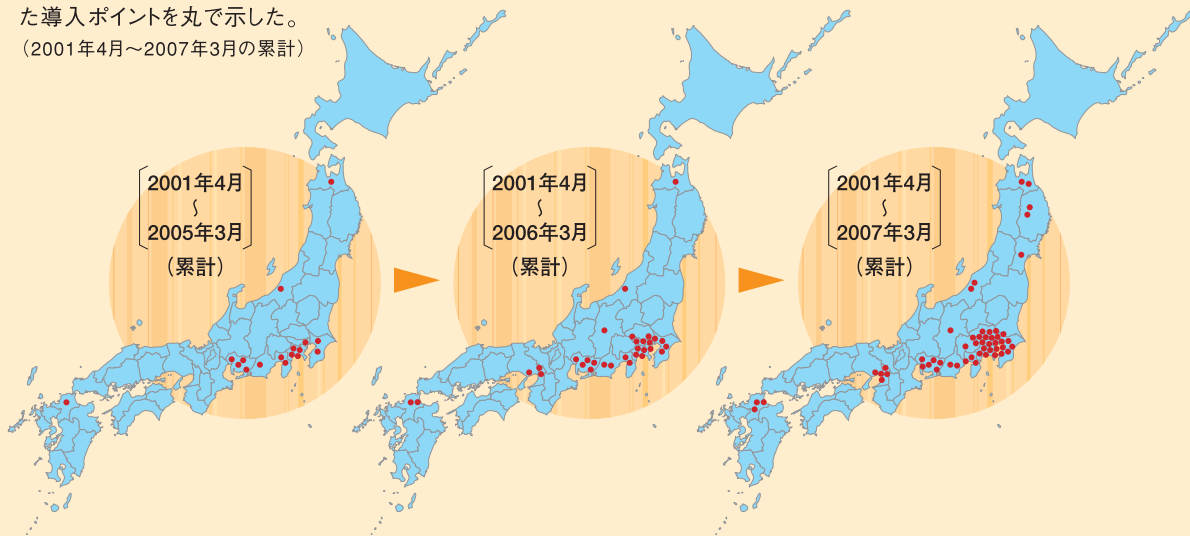 た導入ポイントを丸で示した。
（2001年4月〜2007年3月の累計）
2001年4月
〜
2005年3月
（累計）
2001年4月
〜
2006年3月
（累計）
2001年4月
〜
2007年3月
（累計）